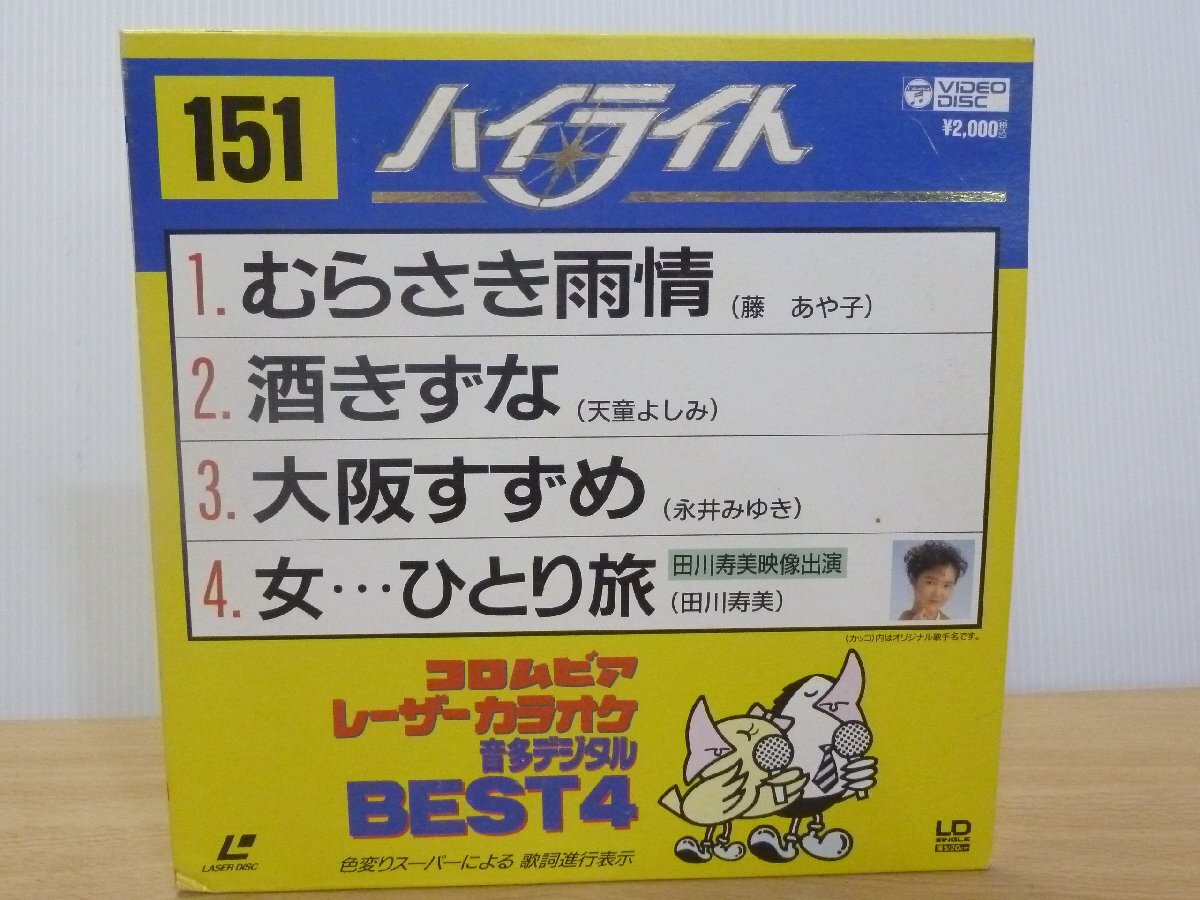 151
ハイライト
VIDEO
DISC
¥2,000
1. むらさき雨情 (藤 あや子)
2. 酒きずな (天童よしみ)
3. 大阪すずめ (永井みゆき)
4. 女…ひとり旅 田川寿美映像出演
(田川寿美)
(カッコ)内はオリジナル歌手名です。
コロムビア
レーザーカラオケ
音多デジタル
BEST4
色変りスーパーによる 歌詞進行表示
LASER DISC
LD
SINGLE